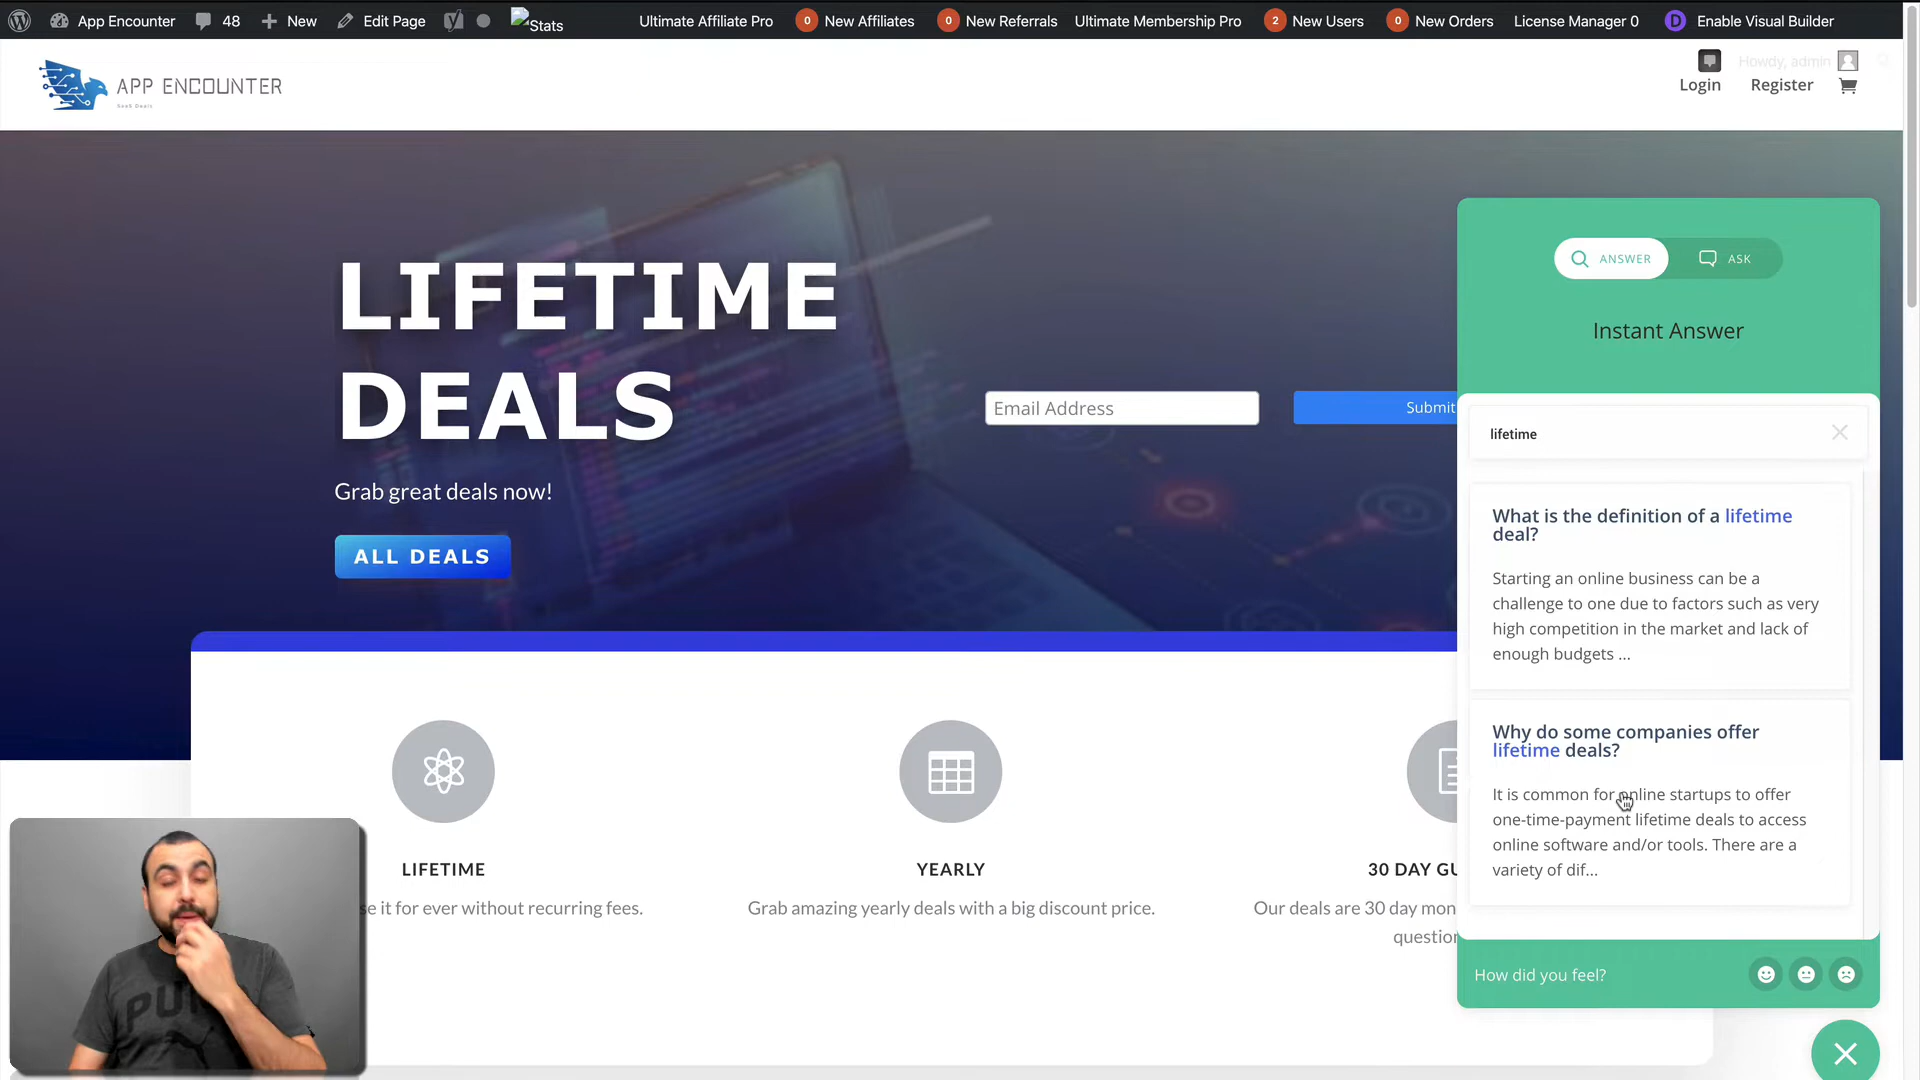 App Encounter 48 New Edit Page Stats Ultimate Affiliate Pro 0 New Affiliates 0 New Referrals Ultimate Membership Pro 2 New Users 0 New Orders License Manager 0 D Enable Visual Builder
Howdy, admin
APP ENCOUNTER
SaaS Deals
Login Register
LIFETIME
DEALS
Grab great deals now!
ALL DEALS
Email Address
Submit
ANSWER ASK
Instant Answer
lifetime
What is the definition of a lifetime
deal?
Starting an online business can be a
challenge to one due to factors such as very
high competition in the market and lack of
enough budgets ...
Why do some companies offer
lifetime deals?
It is common for online startups to offer
one-time-payment lifetime deals to access
online software and/or tools. There are a
variety of dif...
How did you feel?
LIFETIME
se it for ever without recurring fees.
YEARLY
Grab amazing yearly deals with a big discount price.
30 DAY GU
Our deals are 30 day mon
question